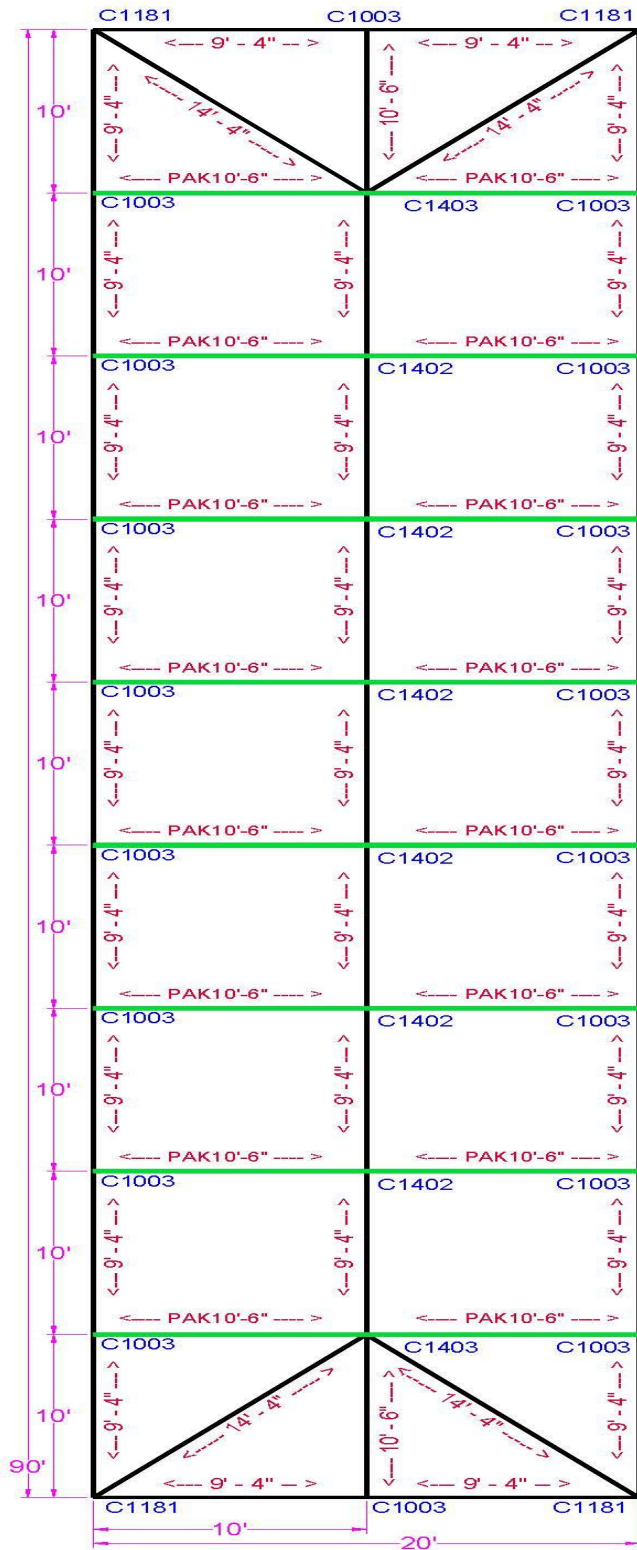 C1181 C1003 C1181
<--- 9' - 4" ---> <--- 9' - 4" --->
10' <--- 9' - 4" ---> <--- 14' - 4" ---> <--- 10' - 6" ---> <--- 14' - 4" ---> <--- 9' - 4" --->
<---- PAK10'-6" ---- > <---- PAK10'-6" ---- >
C1003 C1403 C1003
10' <--- 9' - 4" ---> <--- 9' - 4" ---> <--- 9' - 4" --->
<---- PAK10'-6" ---- > <---- PAK10'-6" ---- >
C1003 C1402 C1003
10' <--- 9' - 4" ---> <--- 9' - 4" ---> <--- 9' - 4" --->
<---- PAK10'-6" ---- > <---- PAK10'-6" ---- >
C1003 C1402 C1003
10' <--- 9' - 4" ---> <--- 9' - 4" ---> <--- 9' - 4" --->
<---- PAK10'-6" ---- > <---- PAK10'-6" ---- >
C1003 C1402 C1003
10' <--- 9' - 4" ---> <--- 9' - 4" ---> <--- 9' - 4" --->
<---- PAK10'-6" ---- > <---- PAK10'-6" ---- >
C1003 C1402 C1003
10' <--- 9' - 4" ---> <--- 9' - 4" ---> <--- 9' - 4" --->
<---- PAK10'-6" ---- > <---- PAK10'-6" ---- >
C1003 C1402 C1003
10' <--- 9' - 4" ---> <--- 9' - 4" ---> <--- 9' - 4" --->
<---- PAK10'-6" ---- > <---- PAK10'-6" ---- >
C1003 C1402 C1003
10' <--- 9' - 4" ---> <--- 9' - 4" ---> <--- 9' - 4" --->
<---- PAK10'-6" ---- > <---- PAK10'-6" ---- >
C1003 C1403 C1003
10' <--- 9' - 4" ---> <--- 14' - 4" ---> <--- 10' - 6" ---> <--- 14' - 4" ---> <--- 9' - 4" --->
90' <--- 9' - 4" ---> <--- 9' - 4" --->
C1181 C1003 C1181
10'
20'